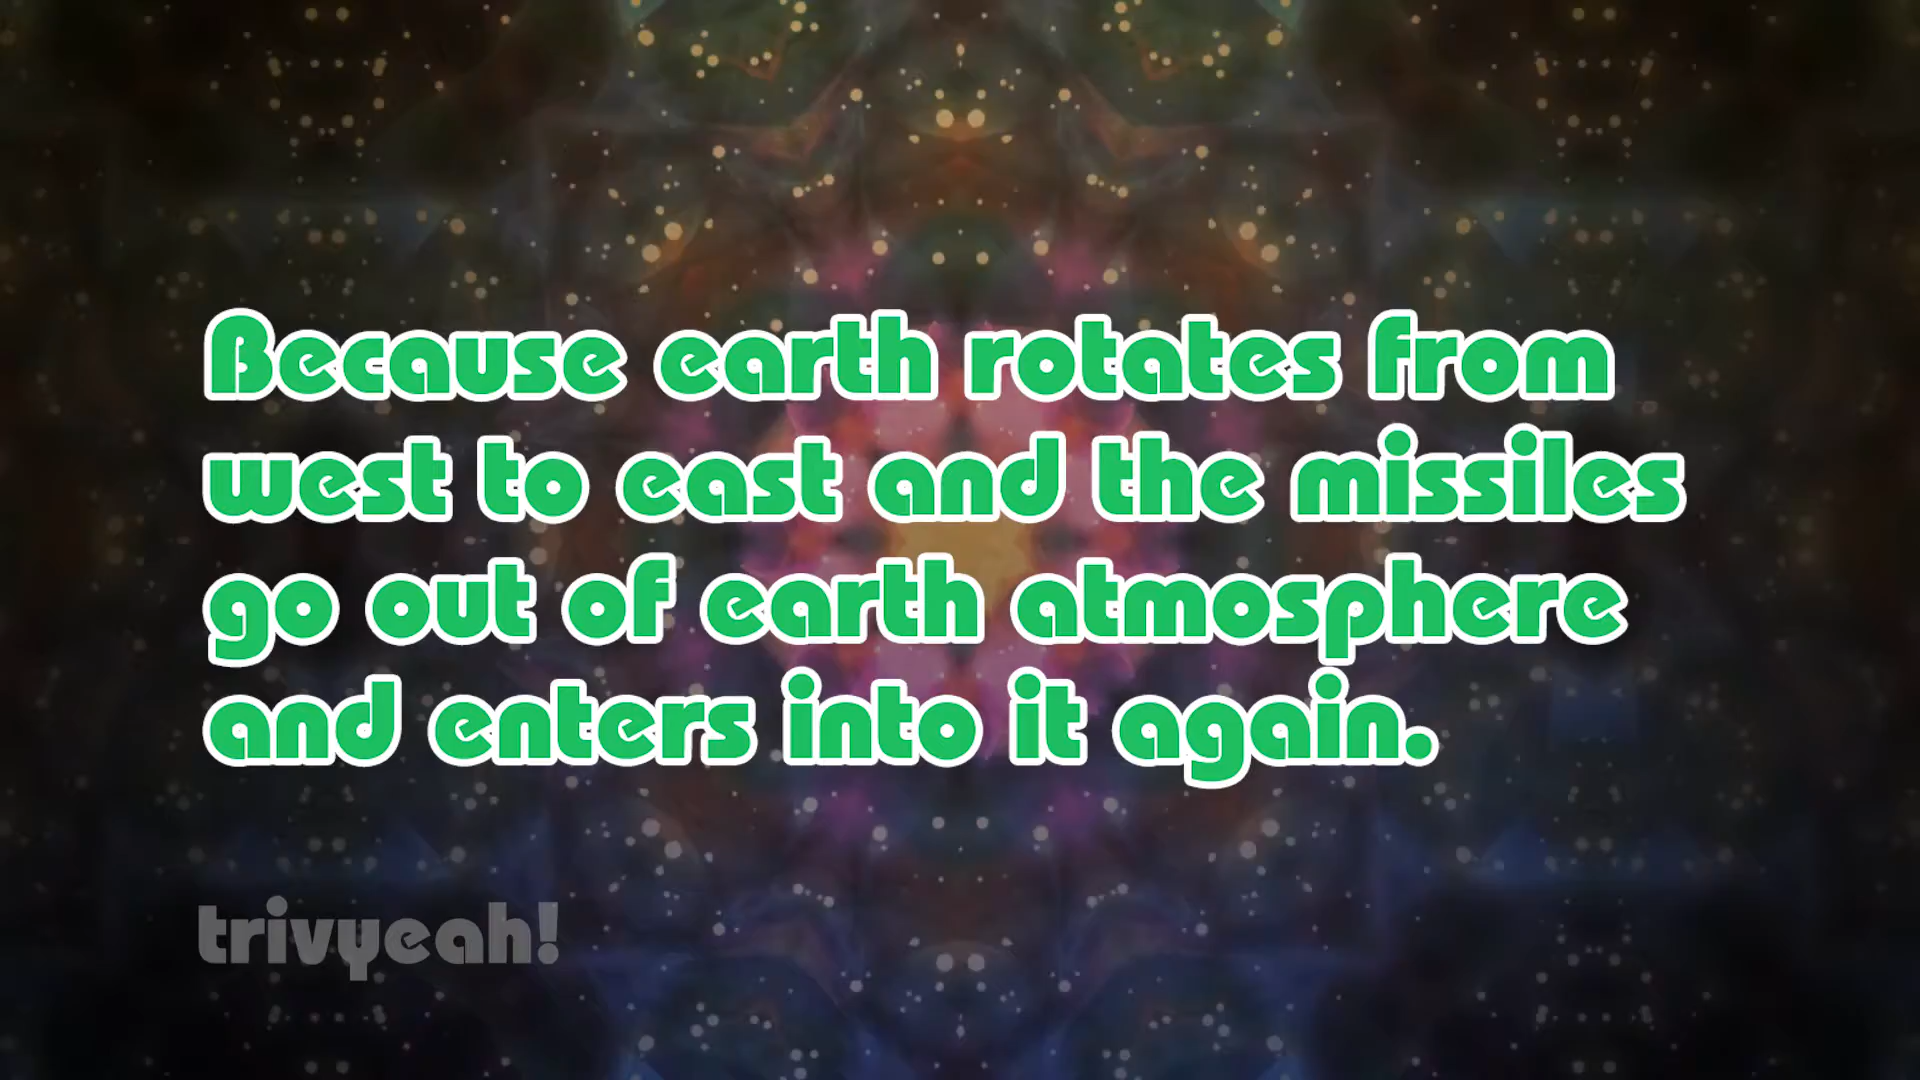 Because earth rotates from
west to east and the missiles
go out of earth atmosphere
and enters into it again.
trivyeah!